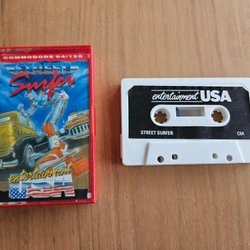 COMMODORE 64/128
STREET
Surfer
entertainment
USA
entertainment USA
STREET SURFER
C64